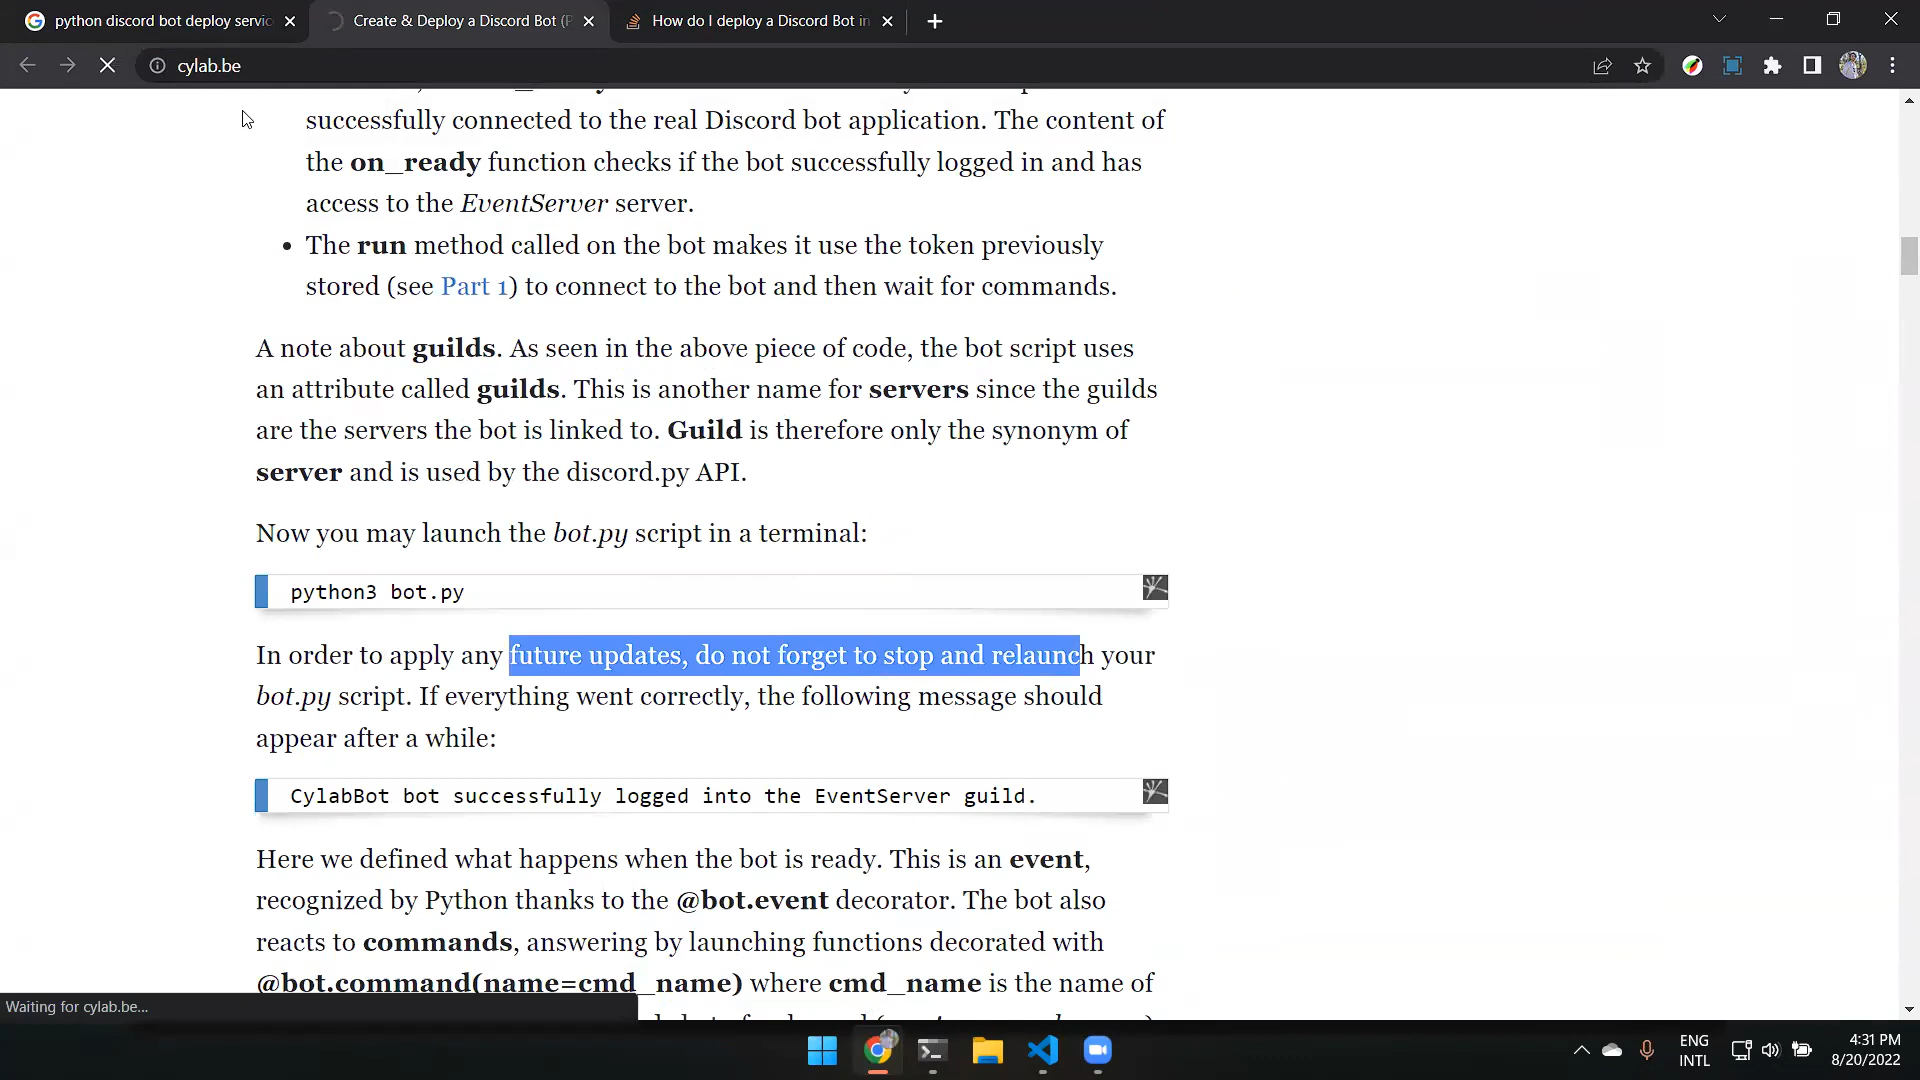 python discord bot deploy servic
Create & Deploy a Discord Bot (P
How do I deploy a Discord Bot in
cylab.be
successfully connected to the real Discord bot application. The content of
the on_ready function checks if the bot successfully logged in and has
access to the EventServer server.
• The run method called on the bot makes it use the token previously
stored (see Part 1) to connect to the bot and then wait for commands.
A note about guilds. As seen in the above piece of code, the bot script uses
an attribute called guilds. This is another name for servers since the guilds
are the servers the bot is linked to. Guild is therefore only the synonym of
server and is used by the discord.py API.
Now you may launch the bot.py script in a terminal:
python3 bot.py
In order to apply any future updates, do not forget to stop and relaunch your
bot.py script. If everything went correctly, the following message should
appear after a while:
CylabBot bot successfully logged into the EventServer guild.
Here we defined what happens when the bot is ready. This is an event,
recognized by Python thanks to the @bot.event decorator. The bot also
reacts to commands, answering by launching functions decorated with
@bot.command(name=cmd_name) where cmd_name is the name of
Waiting for cylab.be...
ENG
INTL
4:31 PM
8/20/2022